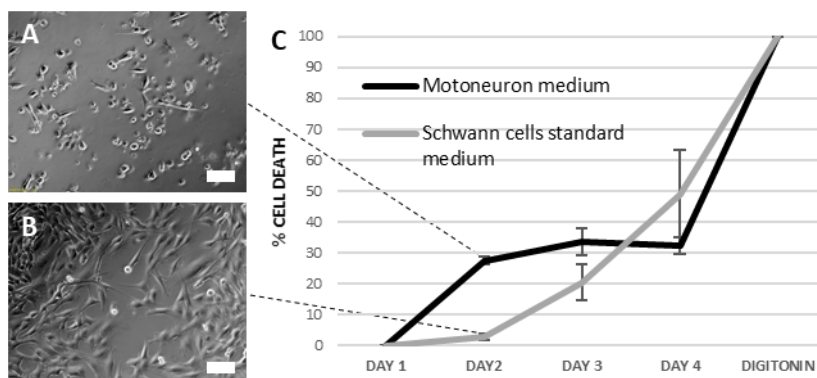 A
B
C
% CELL DEATH
100
90
80
70
60
50
40
30
20
10
0
Motoneuron medium
Schwann cells standard
medium
DAY 1 DAY2 DAY 3 DAY 4 DIGITONIN